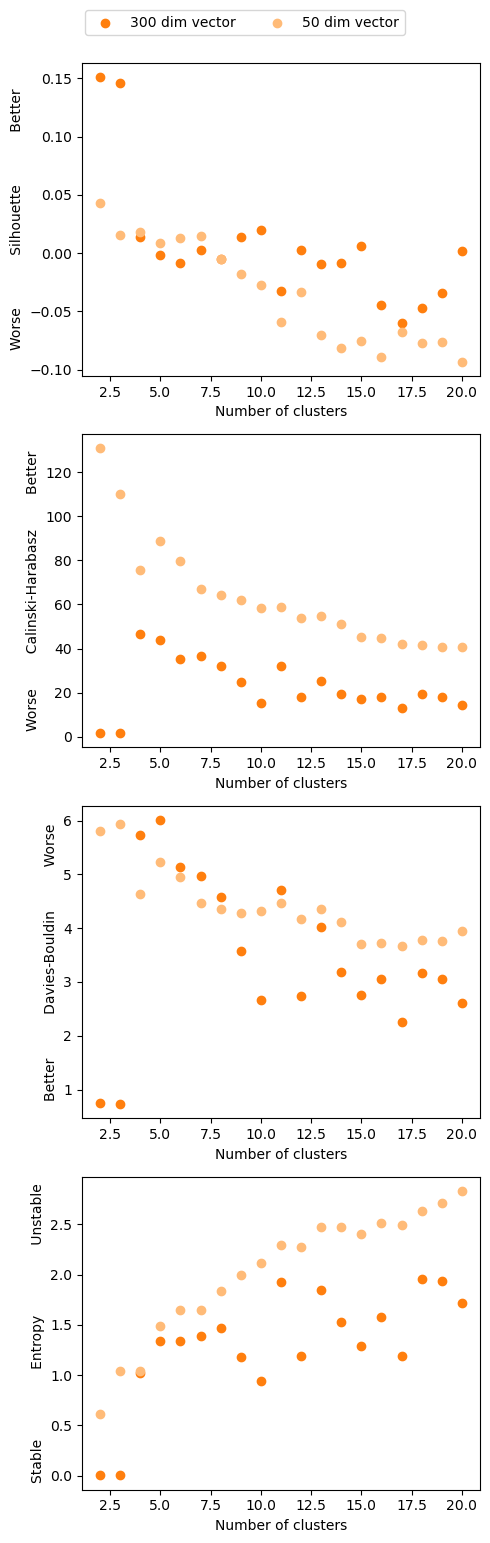 300 dim vector 50 dim vector
Worse Silhouette Better
0.15
0.10
0.05
0.00
−0.05
−0.10
2.5 5.0 7.5 10.0 12.5 15.0 17.5 20.0
Number of clusters
Worse Calinski-Harabasz Better
120
100
80
60
40
20
0
2.5 5.0 7.5 10.0 12.5 15.0 17.5 20.0
Number of clusters
Better Davies-Bouldin Worse
6
5
4
3
2
1
2.5 5.0 7.5 10.0 12.5 15.0 17.5 20.0
Number of clusters
Stable Entropy Unstable
2.5
2.0
1.5
1.0
0.5
0.0
2.5 5.0 7.5 10.0 12.5 15.0 17.5 20.0
Number of clusters